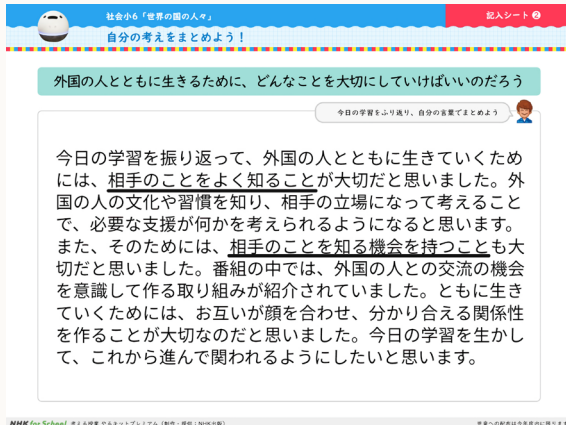 社会小6「世界の国の人々」
記入シート❷
自分の考えをまとめよう！
外国の人とともに生きるために、どんなことを大切にしていけばいいのだろう
今日の学習をふり返り、自分の言葉でまとめよう
今日の学習を振り返って、外国の人とともに生きていくため
には、相手のことをよく知ることが大切だと思いました。外
国の人の文化や習慣を知り、相手の立場になって考えること
で、必要な支援が何かを考えられるようになると思います。
また、そのためには、相手のことを知る機会を持つことも大
切だと思いました。番組の中では、外国の人との交流の機会
を意識して作る取り組みが紹介されていました。ともに生き
ていくためには、お互いが顔を合わせ、分かり合える関係性
を作ることが大切なのだと思いました。今日の学習を生かし
て、これから進んで関われるようにしたいと思います。
NHK for School